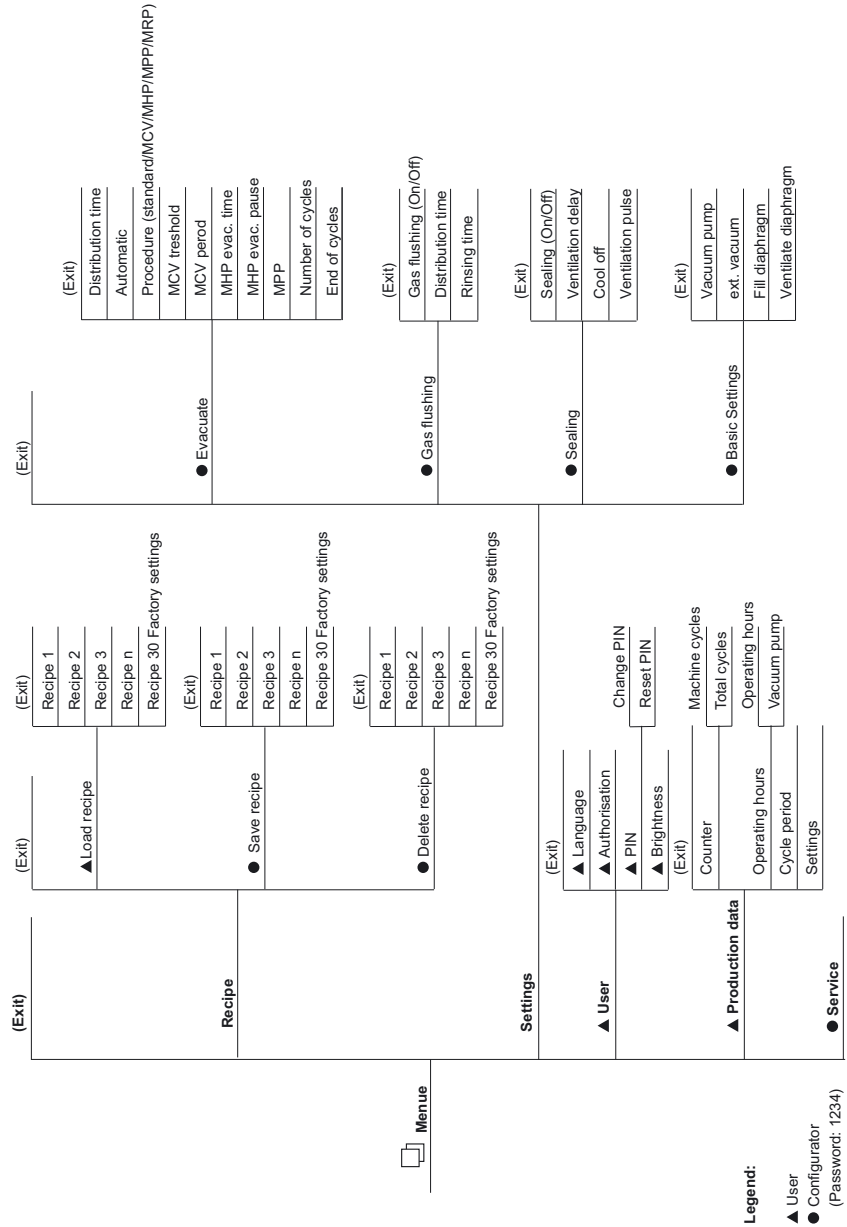 Menue
(Exit)
Recipe
(Exit)
▲Load recipe
(Exit)
Recipe 1
Recipe 2
Recipe 3
Recipe n
Recipe 30 Factory settings
● Save recipe
(Exit)
Recipe 1
Recipe 2
Recipe 3
Recipe n
Recipe 30 Factory settings
● Delete recipe
(Exit)
Recipe 1
Recipe 2
Recipe 3
Recipe n
Recipe 30 Factory settings
Settings
(Exit)
● Evacuate
(Exit)
Distribution time
Automatic
Procedure (standard/MCV/MHP/MPP/MRP)
MCV treshold
MCV perod
MHP evac. time
MHP evac. pause
MPP
Number of cycles
End of cycles
● Gas flushing
(Exit)
Gas flushing (On/Off)
Distribution time
Rinsing time
● Sealing
(Exit)
Sealing (On/Off)
Ventilation delay
Cool off
Ventilation pulse
● Basic Settings
(Exit)
Vacuum pump
ext. vacuum
Fill diaphragm
Ventilate diaphragm
▲ User
(Exit)
▲ Language
▲ Authorisation
▲ PIN
Change PIN
Reset PIN
▲ Brightness
▲ Production data
(Exit)
Counter
Machine cycles
Total cycles
Operating hours
Operating hours
Vacuum pump
Cycle period
Settings
● Service
Legend:
▲ User
● Configurator
(Password: 1234)